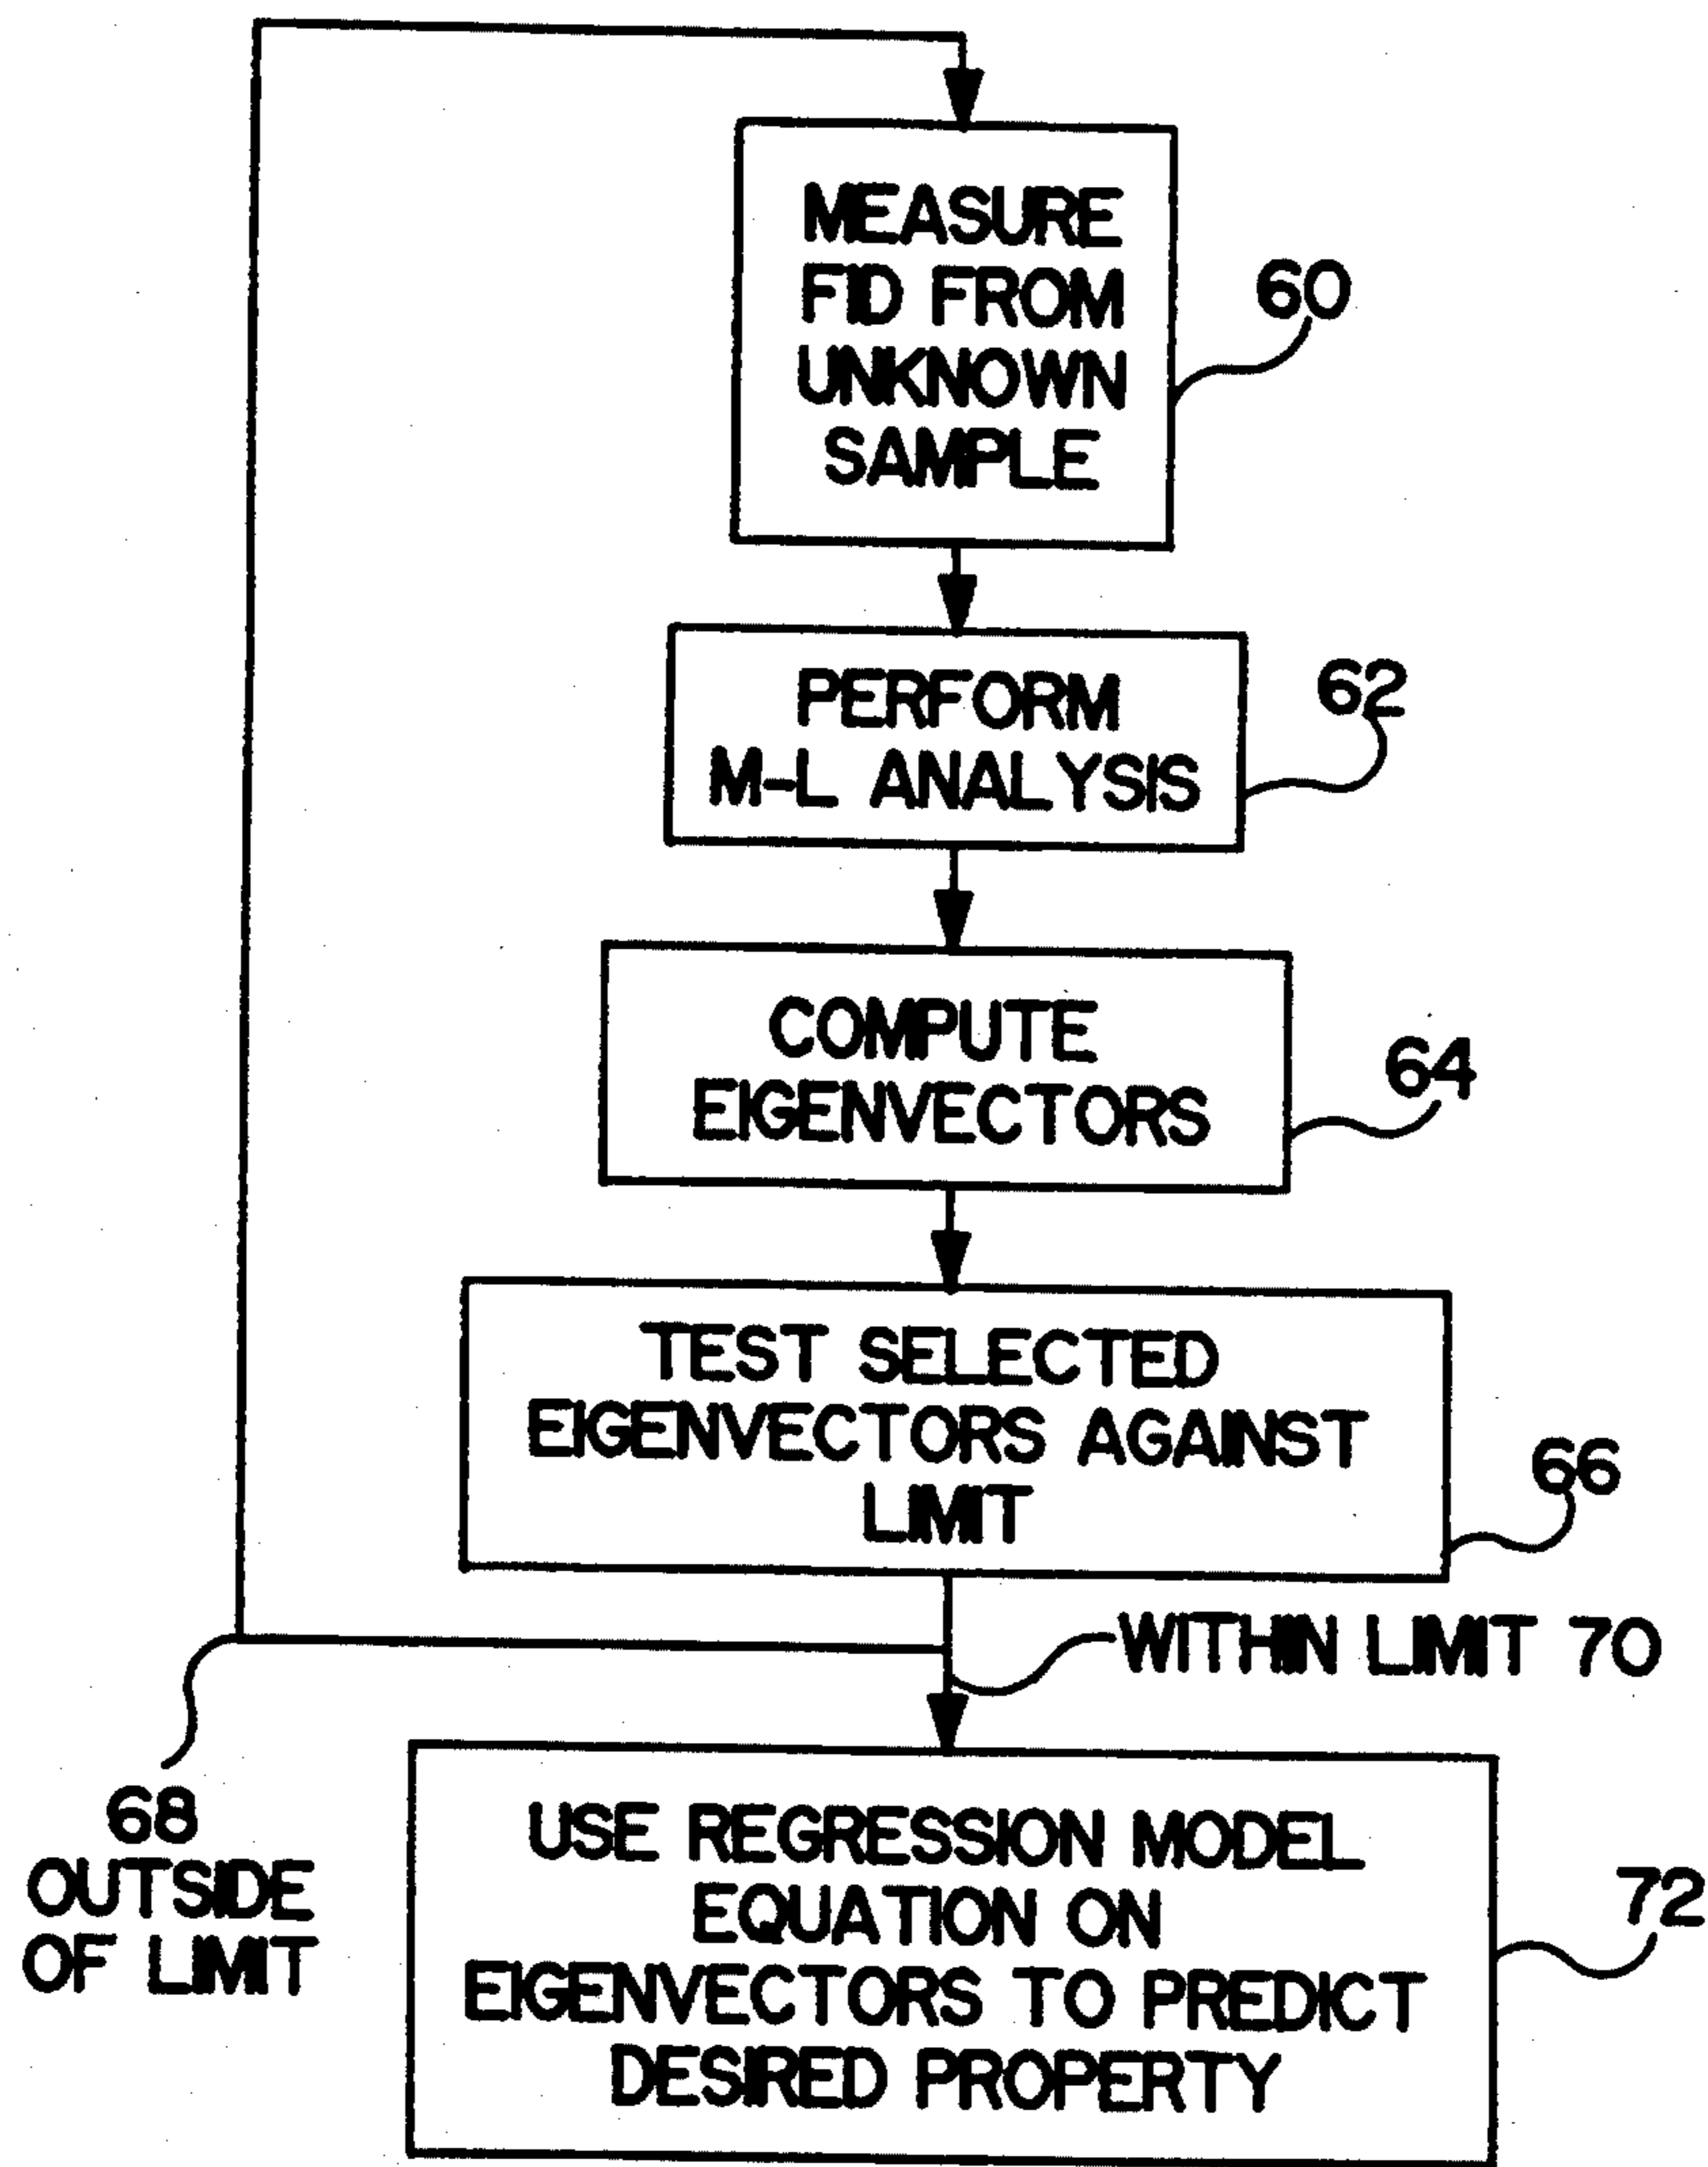 MEASURE
FID FROM
UNKNOWN
SAMPLE
60
PERFORM
M-L ANALYSIS
62
COMPUTE
EIGENVECTORS
64
TEST SELECTED
EIGENVECTORS AGAINST
LIMIT
66
WITHIN LIMIT 70
68
OUTSIDE
OF LIMIT
USE REGRESSION MODEL
EQUATION ON
EIGENVECTORS TO PREDICT
DESIRED PROPERTY
72